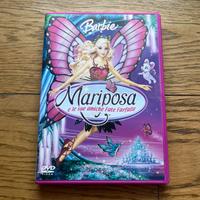 Barbie
Mariposa
e le sue amiche Fate Farfalle
DVD